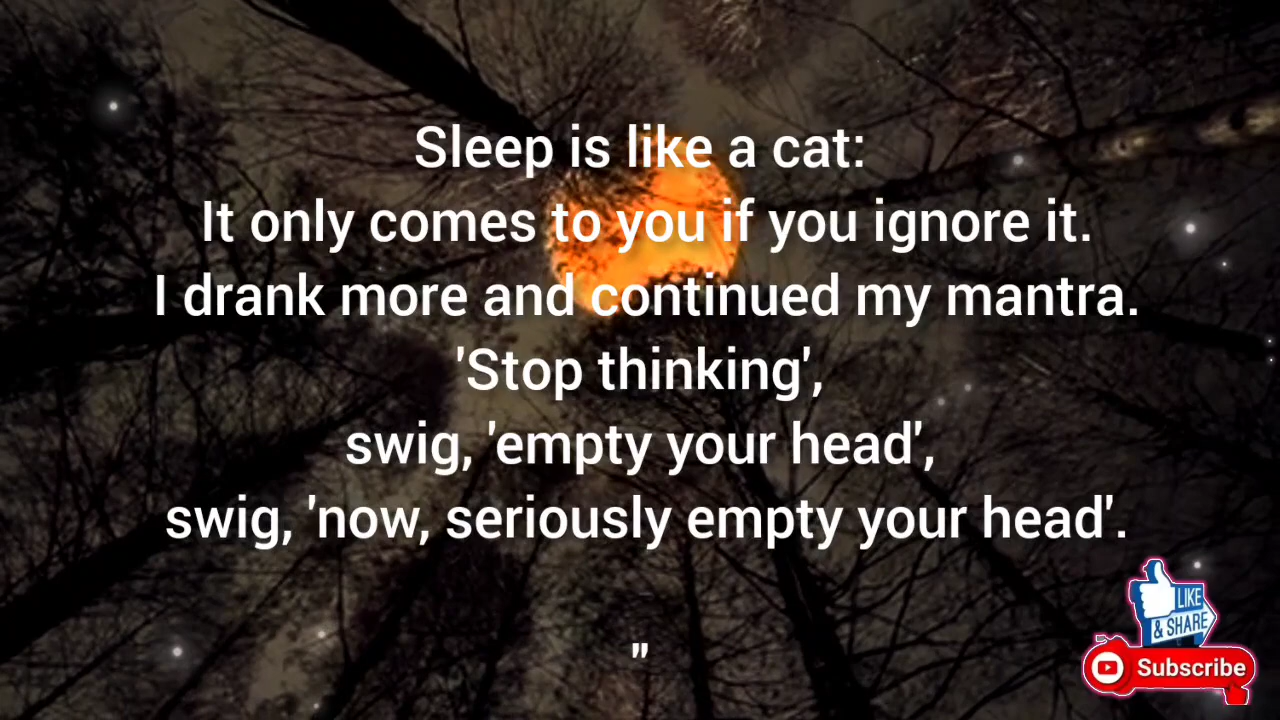 Sleep is like a cat:
It only comes to you if you ignore it.
I drank more and continued my mantra.
'Stop thinking',
swig, 'empty your head',
swig, 'now, seriously empty your head'.
"
LIKE
& SHARE
Subscribe